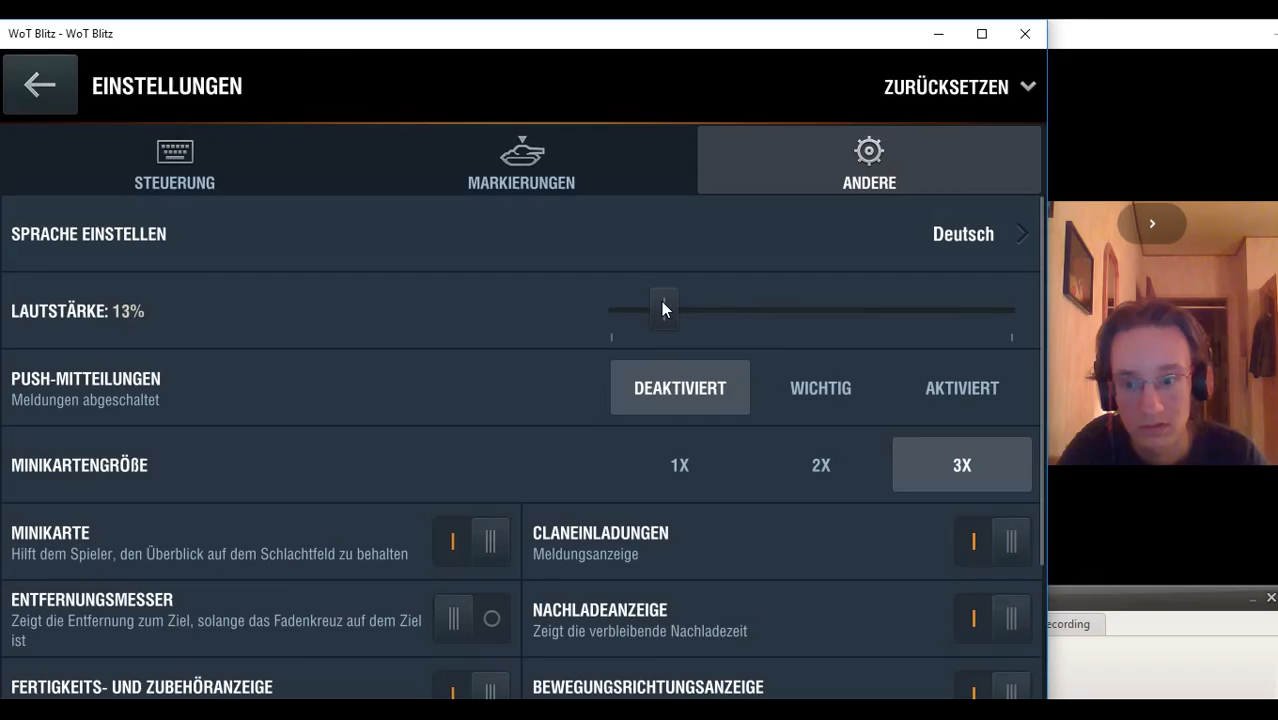 WoT Blitz - WoT Blitz
EINSTELLUNGEN
ZURÜCKSETZEN
STEUERUNG
MARKIERUNGEN
ANDERE
SPRACHE EINSTELLEN
Deutsch
LAUTSTÄRKE: 13%
PUSH-MITTEILUNGEN
Meldungen abgeschaltet
DEAKTIVIERT
WICHTIG
AKTIVIERT
MINIKARTENGRÖßE
1X
2X
3X
MINIKARTE
Hilft dem Spieler, den Überblick auf dem Schlachtfeld zu behalten
CLANEINLADUNGEN
Meldungsanzeige
ENTFERNUNGSMESSER
Zeigt die Entfernung zum Ziel, solange das Fadenkreuz auf dem Ziel
ist
NACHLADEANZEIGE
Zeigt die verbleibende Nachladezeit
ecording
FERTIGKEITS- UND ZUBEHÖRANZEIGE
BEWEGUNGSRICHTUNGSANZEIGE